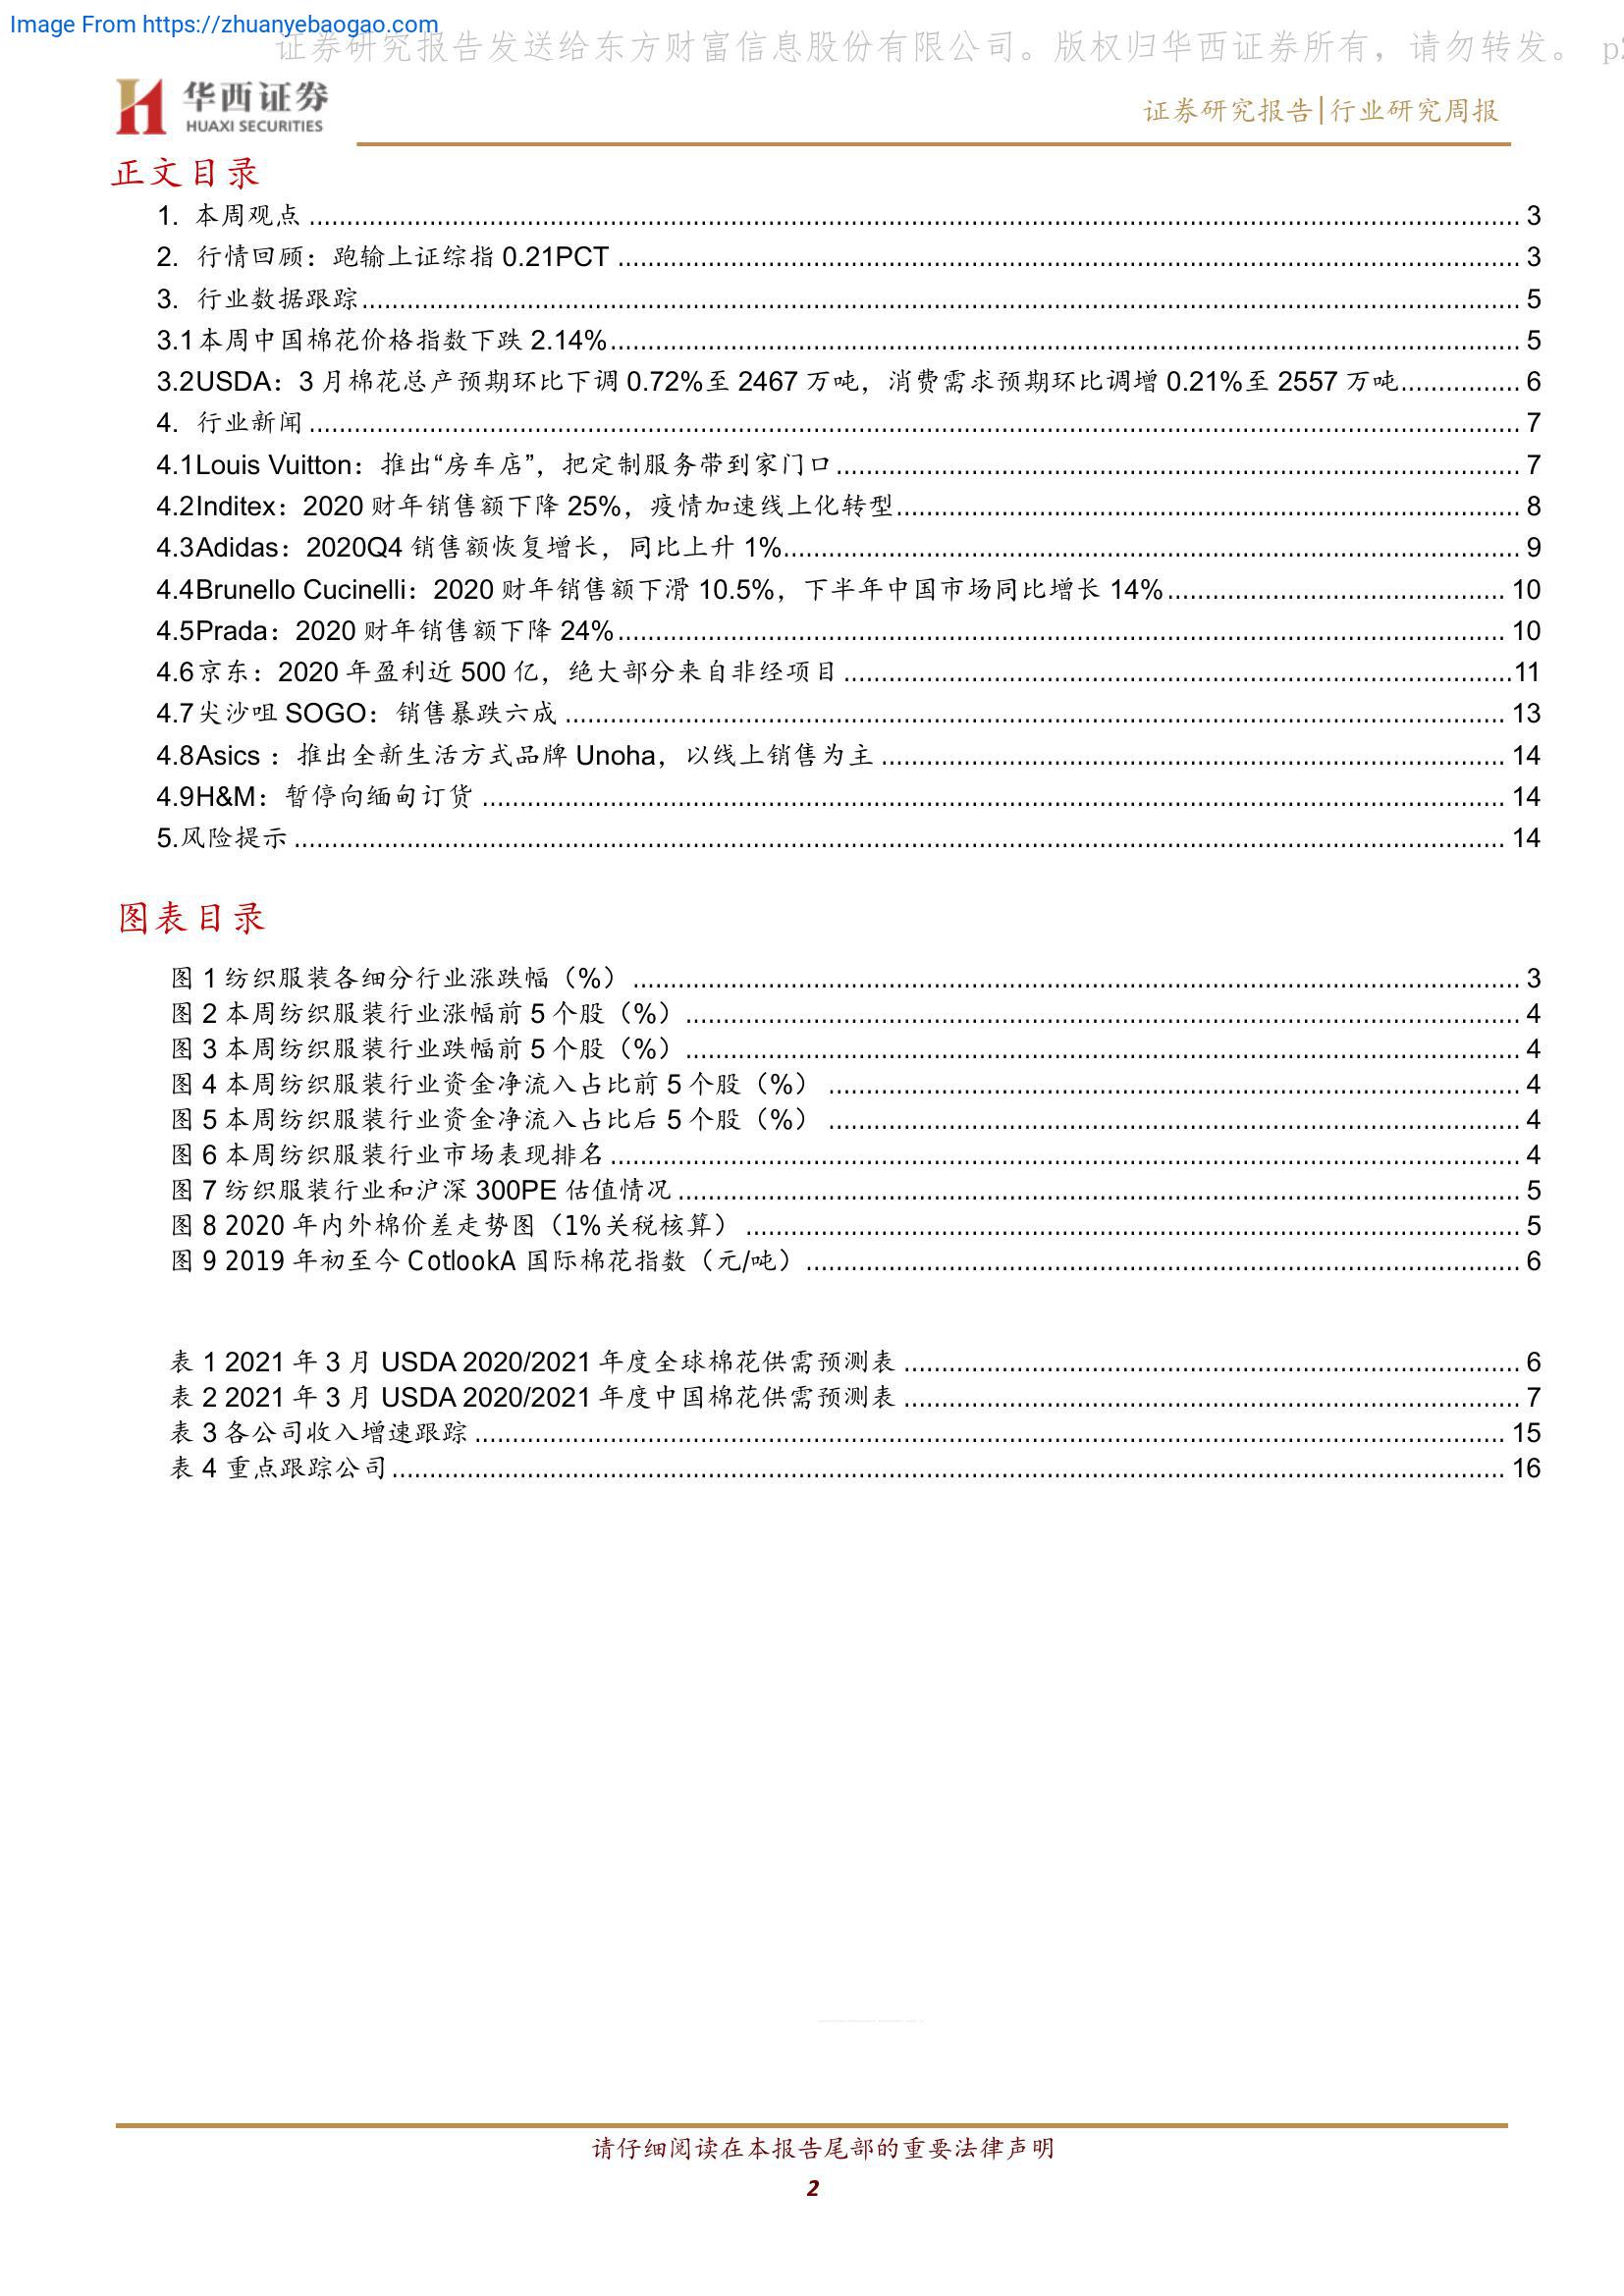 Image From https://zhuanyebaogao.com
证券研究报告发送给东方财富信息股份有限公司。版权归华西证券所有，请勿转发。 p2
华西证券
HUAXI SECURITIES
证券研究报告|行业研究周报
正文目录
1. 本周观点 ........ 3
2. 行情回顾：跑输上证综指 0.21PCT ........ 3
3. 行业数据跟踪 ........ 5
3.1本周中国棉花价格指数下跌 2.14% ........ 5
3.2USDA：3 月棉花总产预期环比下调 0.72%至 2467 万吨，消费需求预期环比调增 0.21%至 2557 万吨 ........ 6
4. 行业新闻 ........ 7
4.1Louis Vuitton：推出“房车店”，把定制服务带到家门口 ........ 7
4.2Inditex：2020 财年销售额下降 25%，疫情加速线上化转型 ........ 8
4.3Adidas：2020Q4 销售额恢复增长，同比上升 1% ........ 9
4.4Brunello Cucinelli：2020 财年销售额下滑 10.5%，下半年中国市场同比增长 14% ........ 10
4.5Prada：2020 财年销售额下降 24% ........ 10
4.6京东：2020 年盈利近 500 亿，绝大部分来自非经项目 ........ 11
4.7尖沙咀 SOGO：销售暴跌六成 ........ 13
4.8Asics ：推出全新生活方式品牌 Unoha，以线上销售为主 ........ 14
4.9H&M：暂停向缅甸订货 ........ 14
5.风险提示 ........ 14
图表目录
图 1 纺织服装各细分行业涨跌幅（%） ........ 3
图 2 本周纺织服装行业涨幅前 5 个股（%） ........ 4
图 3 本周纺织服装行业跌幅前 5 个股（%） ........ 4
图 4 本周纺织服装行业资金净流入占比前 5 个股（%） ........ 4
图 5 本周纺织服装行业资金净流入占比后 5 个股（%） ........ 4
图 6 本周纺织服装行业市场表现排名 ........ 4
图 7 纺织服装行业和沪深 300PE 估值情况 ........ 5
图 8 2020 年内外棉价差走势图（1%关税核算） ........ 5
图 9 2019 年初至今 CotlookA 国际棉花指数（元/吨） ........ 6
表 1 2021 年 3 月 USDA 2020/2021 年度全球棉花供需预测表 ........ 6
表 2 2021 年 3 月 USDA 2020/2021 年度中国棉花供需预测表 ........ 7
表 3 各公司收入增速跟踪 ........ 15
表 4 重点跟踪公司 ........ 16
请仔细阅读在本报告尾部的重要法律声明
2